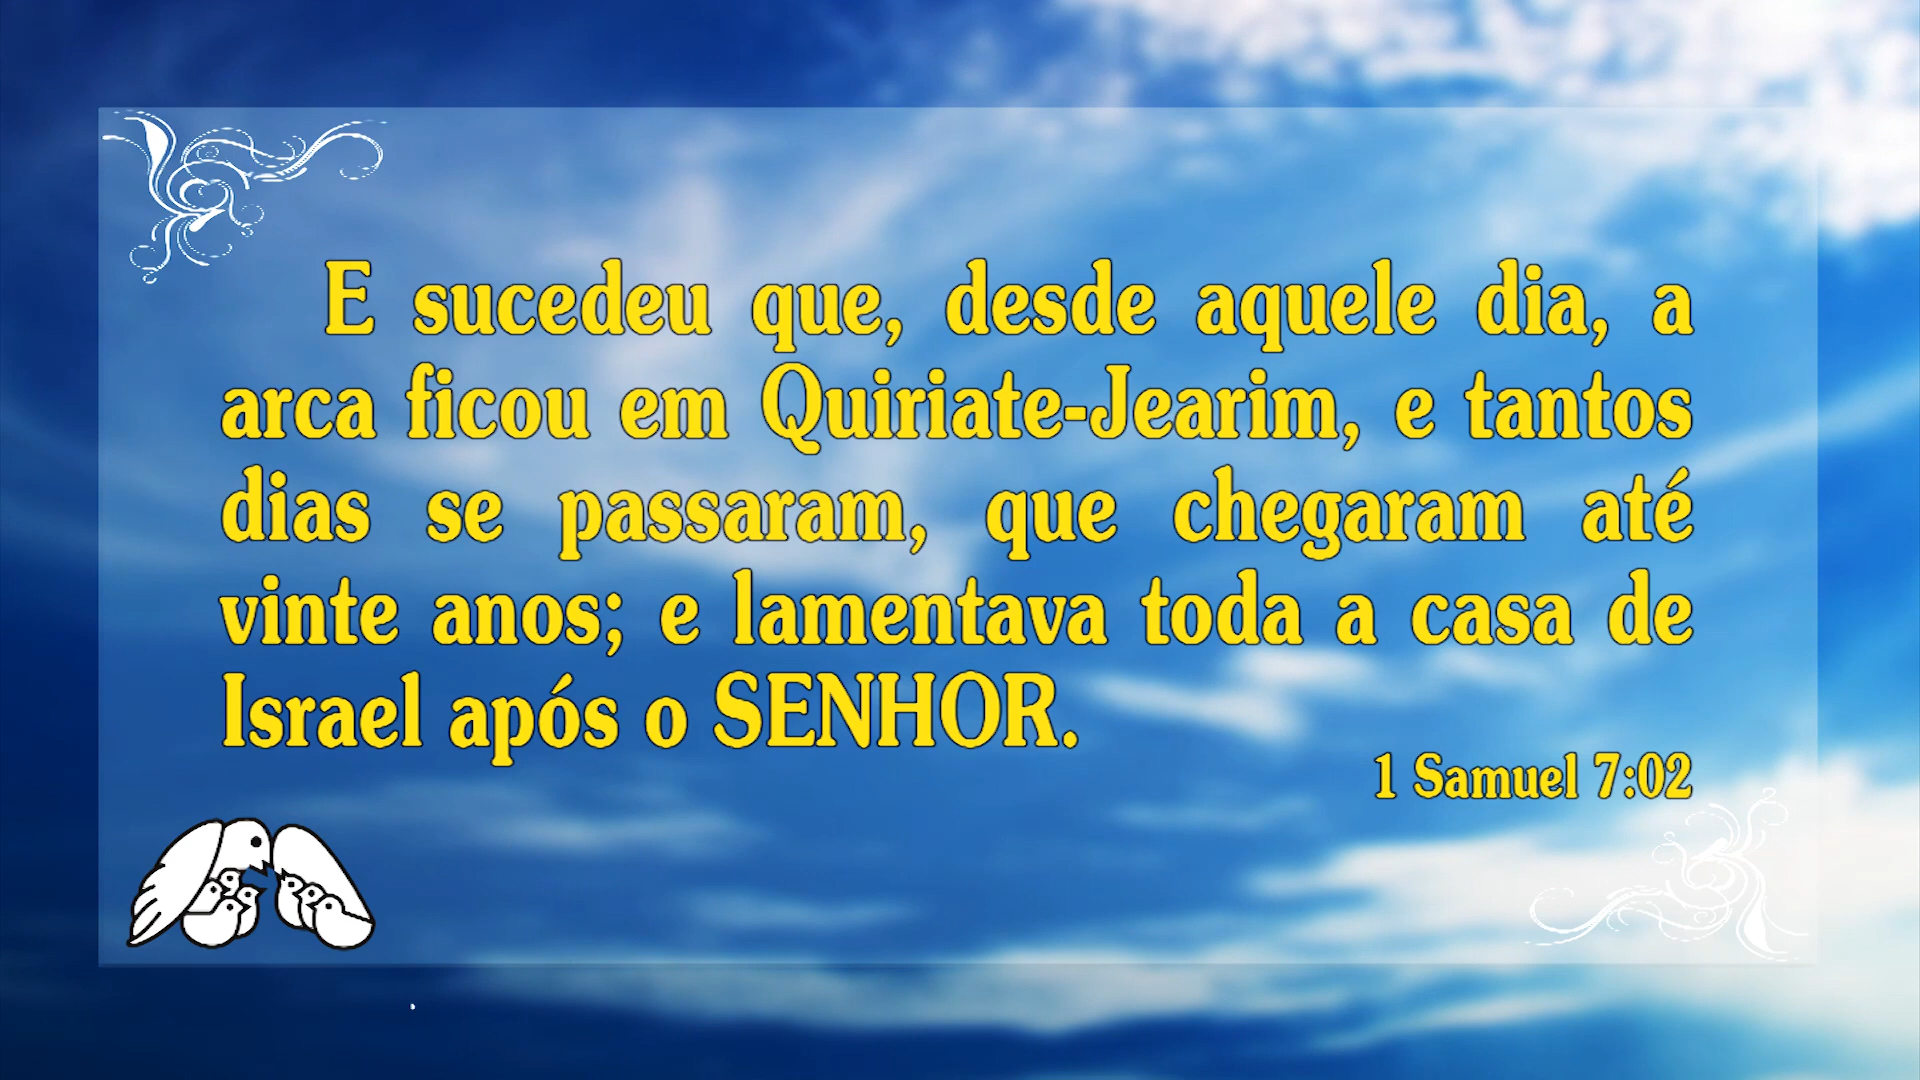 E sucedeu que, desde aquele dia, a
arca ficou em Quiriate-Jearim, e tantos
dias se passaram, que chegaram até
vinte anos; e lamentava toda a casa de
Israel após o SENHOR.
1 Samuel 7:02